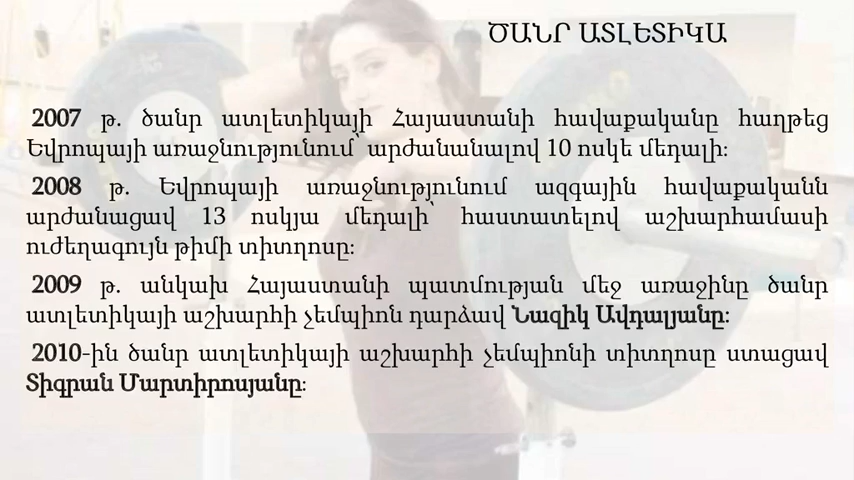 ԾԱՆՐ ԱՏԼԵՏԻԿԱ
2007 թ. ծանր ատլետիկայի Հայաստանի հավաքականը հաղթեց
Եվրոպայի առաջնությունում՝ արժանանալով 10 ոսկե մեդալի։
2008 թ. Եվրոպայի առաջնությունում ազգային հավաքականն
արժանացավ 13 ոսկյա մեդալի՝ հաստատելով աշխարհամասի
ուժեղագույն թիմի տիտղոսը։
2009 թ. անկախ Հայաստանի պատմության մեջ առաջինը ծանր
ատլետիկայի աշխարհի չեմպիոն դարձավ Նազիկ Ավդալյանը։
2010-ին ծանր ատլետիկայի աշխարհի չեմպիոնի տիտղոսը ստացավ
Տիգրան Մարտիրոսյանը։